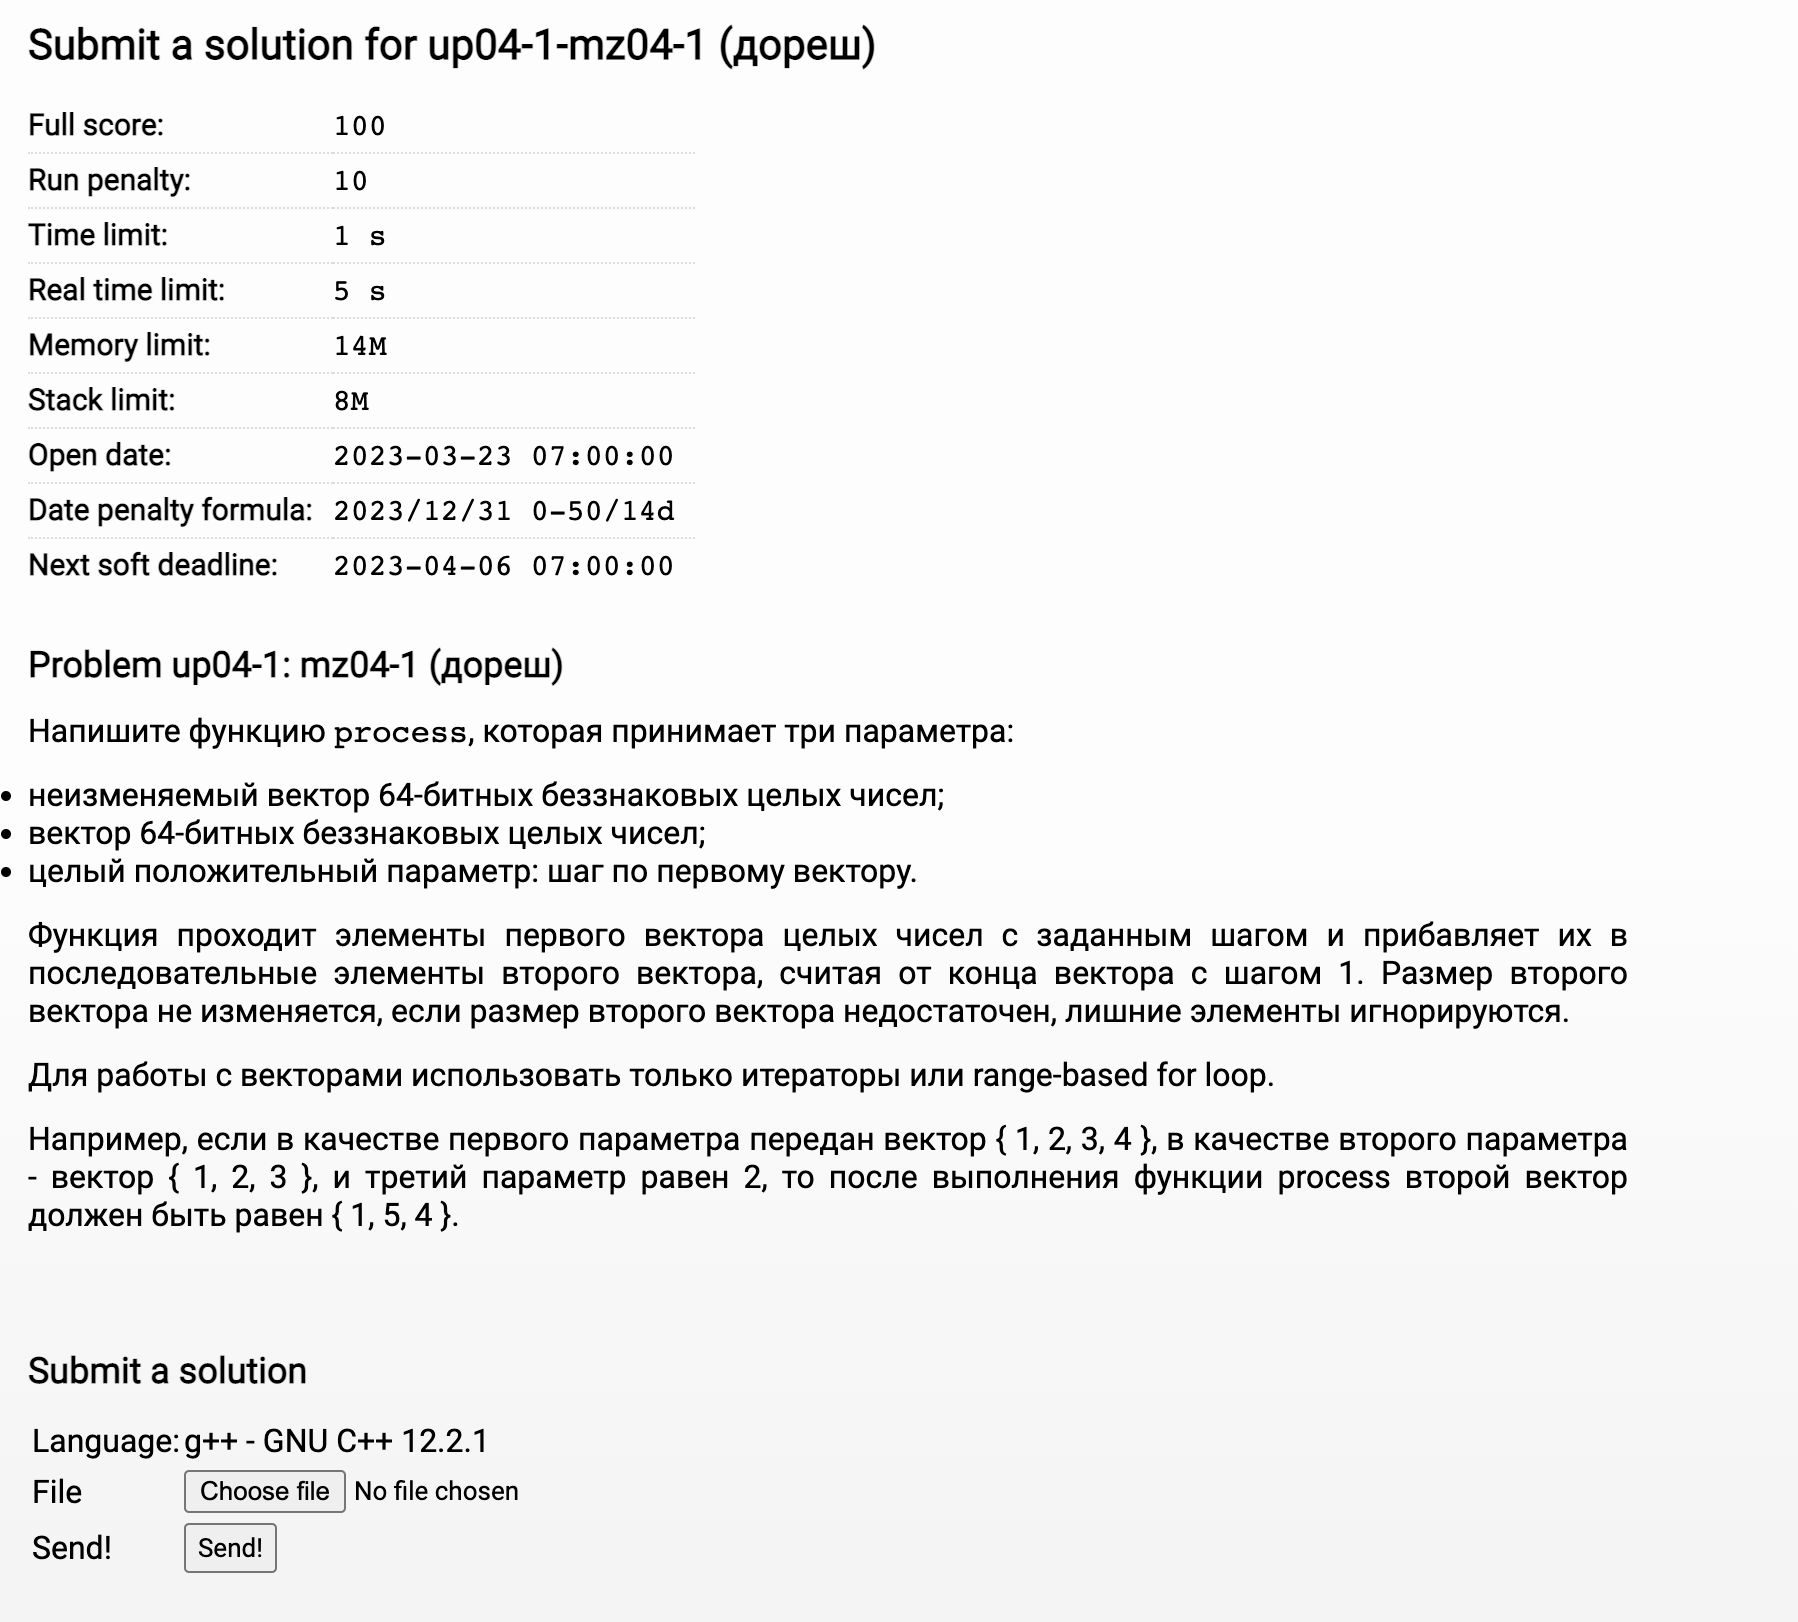 Submit a solution for up04-1-mz04-1 (дореш)
Full score: 100
Run penalty: 10
Time limit: 1 s
Real time limit: 5 s
Memory limit: 14M
Stack limit: 8M
Open date: 2023-03-23 07:00:00
Date penalty formula: 2023/12/31 0-50/14d
Next soft deadline: 2023-04-06 07:00:00
Problem up04-1: mz04-1 (дореш)
Напишите функцию process, которая принимает три параметра:
• неизменяемый вектор 64-битных беззнаковых целых чисел;
• вектор 64-битных беззнаковых целых чисел;
• целый положительный параметр: шаг по первому вектору.
Функция проходит элементы первого вектора целых чисел с заданным шагом и прибавляет их в
последовательные элементы второго вектора, считая от конца вектора с шагом 1. Размер второго
вектора не изменяется, если размер второго вектора недостаточен, лишние элементы игнорируются.
Для работы с векторами использовать только итераторы или range-based for loop.
Например, если в качестве первого параметра передан вектор { 1, 2, 3, 4 }, в качестве второго параметра
- вектор { 1, 2, 3 }, и третий параметр равен 2, то после выполнения функции process второй вектор
должен быть равен { 1, 5, 4 }.
Submit a solution
Language: g++ - GNU C++ 12.2.1
File Choose file No file chosen
Send! Send!